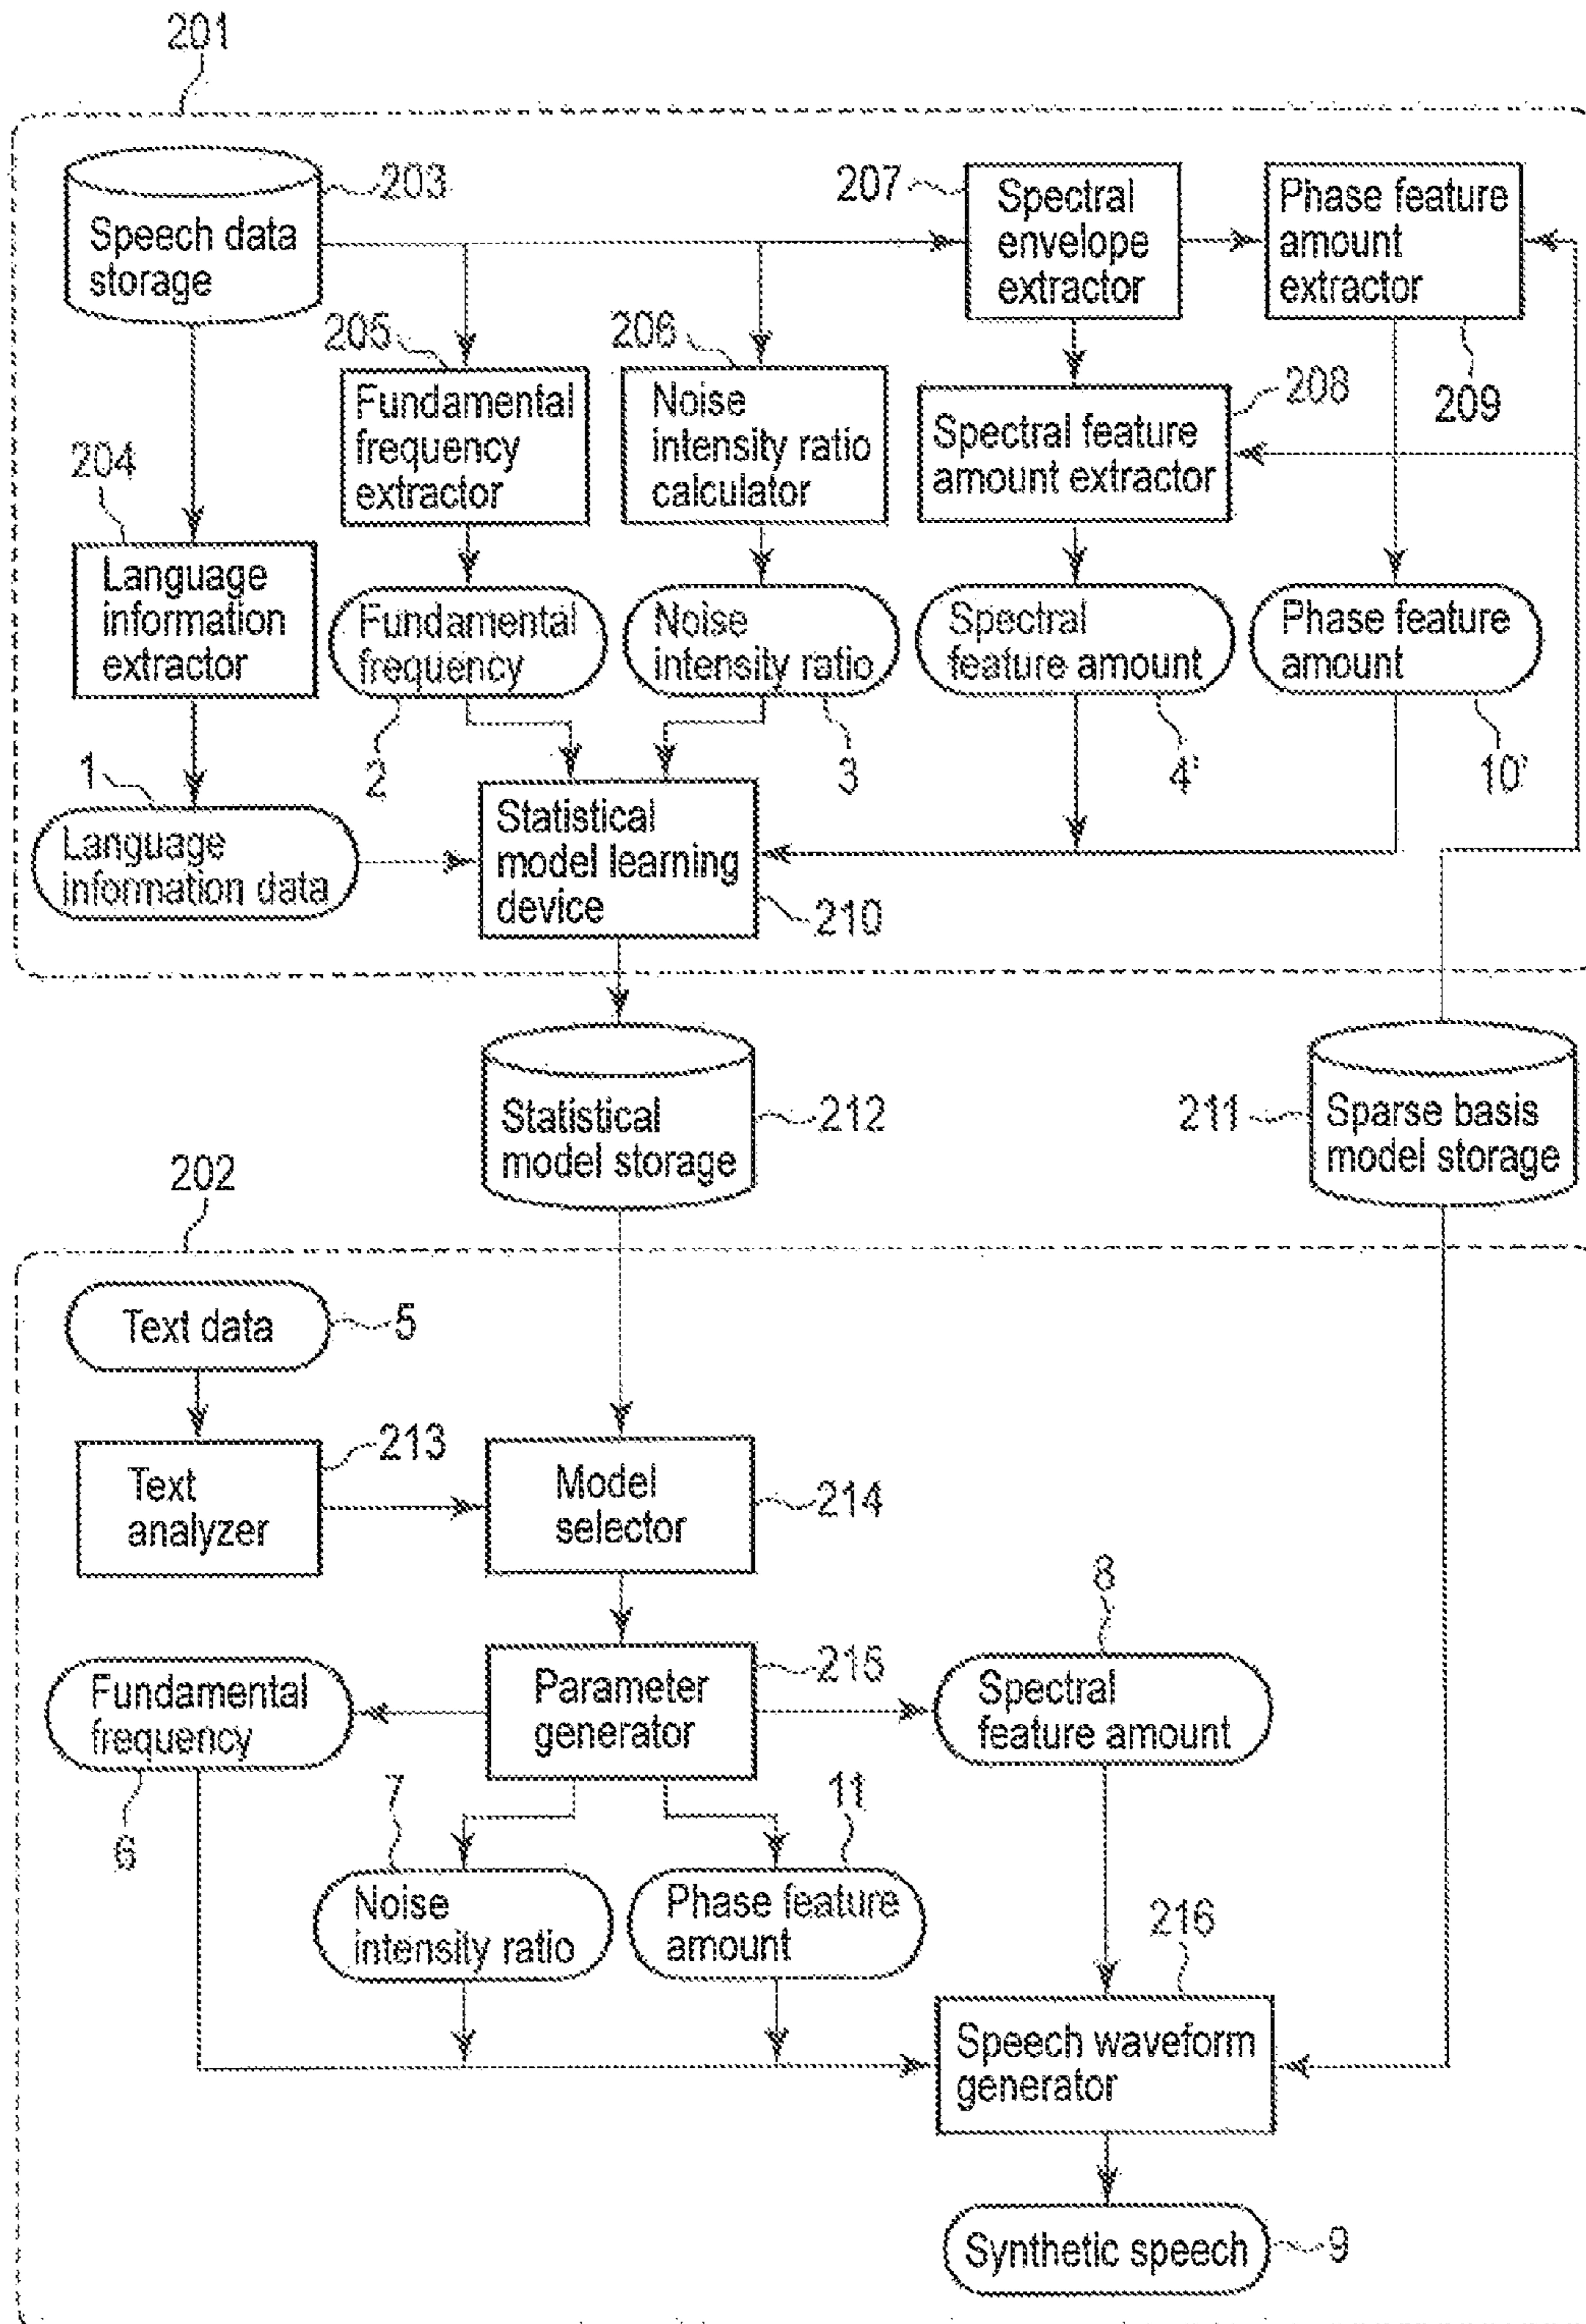 201
203
Speech data
storage
207
Spectral
envelope
extractor
Phase feature
amount
extractor
209
205
Fundamental
frequency
extractor
206
Noise
intensity ratio
calculator
208
Spectral feature
amount extractor
204
Language
information
extractor
Fundamental
frequency
2
Noise
intensity ratio
3
Spectral
feature amount
4'
Phase feature
amount
10'
1
Language
information data
Statistical
model learning
device
210
Statistical
model storage
212
211
Sparse basis
model storage
202
Text data
5
213
Text
analyzer
Model
selector
214
8
Fundamental
frequency
6
Parameter
generator
215
Spectral
feature amount
7
Noise
intensity ratio
11
Phase feature
amount
216
Speech waveform
generator
Synthetic speech
9